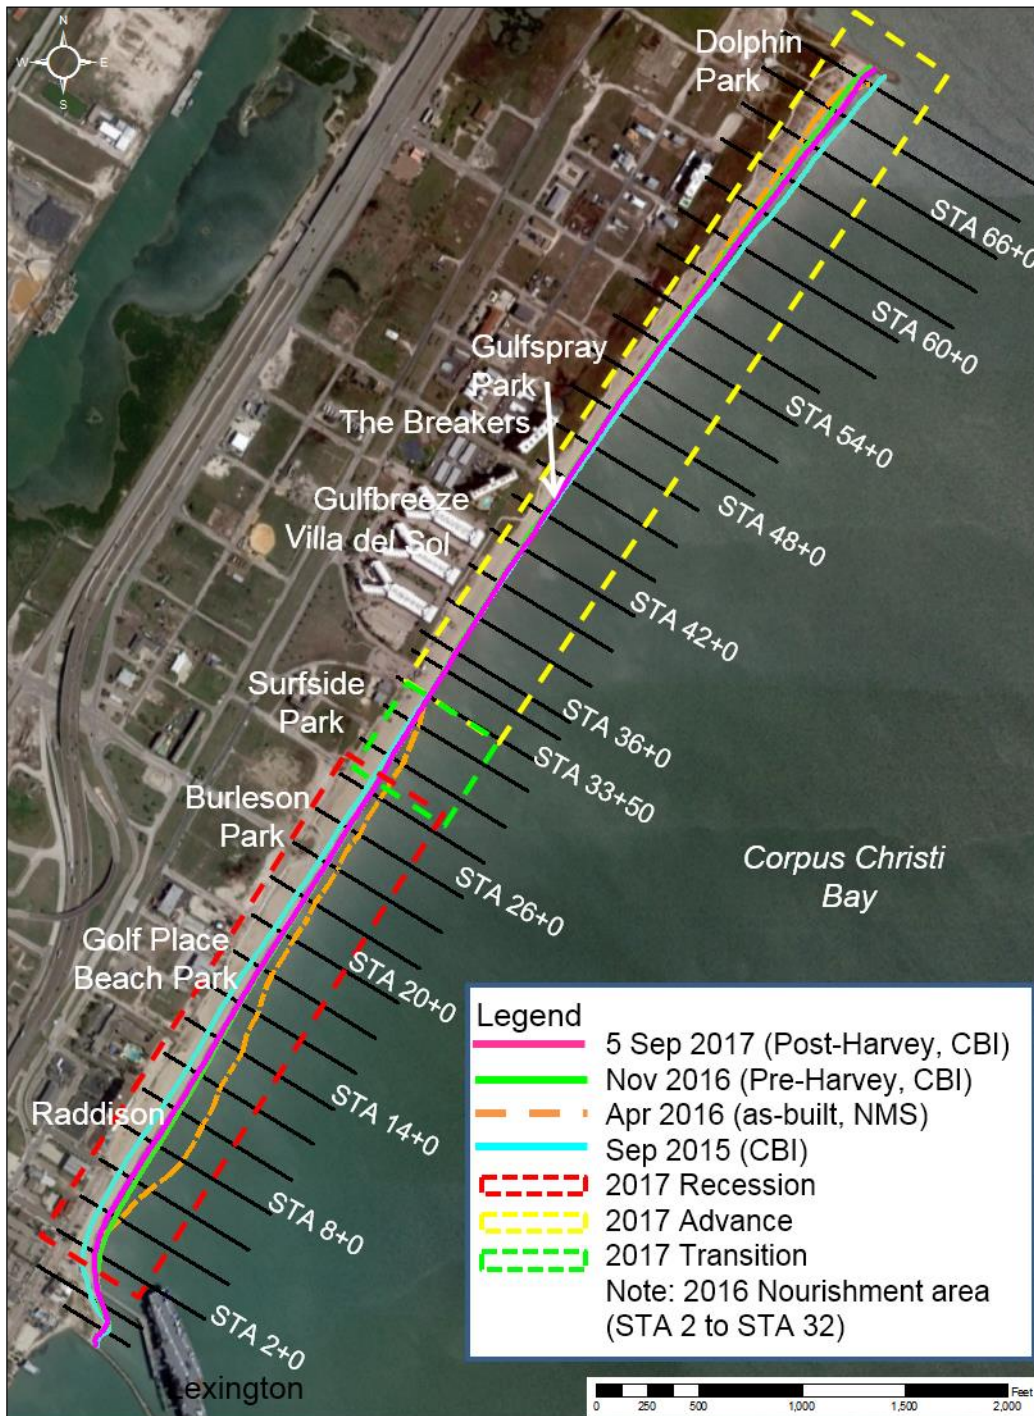 N
W E
S
Dolphin
Park
STA 66+0
STA 60+0
Gulfspray
Park
The Breakers
STA 54+0
Gulfbreeze
STA 48+0
Villa del Sol
STA 42+0
Surfside
Park
STA 36+0
STA 33+50
Burleson
Park
Corpus Christi
Bay
STA 26+0
Golf Place
Beach Park
STA 20+0
Raddison
STA 14+0
STA 8+0
STA 2+0
Lexington
Legend
5 Sep 2017 (Post-Harvey, CBI)
Nov 2016 (Pre-Harvey, CBI)
Apr 2016 (as-built, NMS)
Sep 2015 (CBI)
2017 Recession
2017 Advance
2017 Transition
Note: 2016 Nourishment area
(STA 2 to STA 32)
Feet
0 250 500 1,000 1,500 2,000